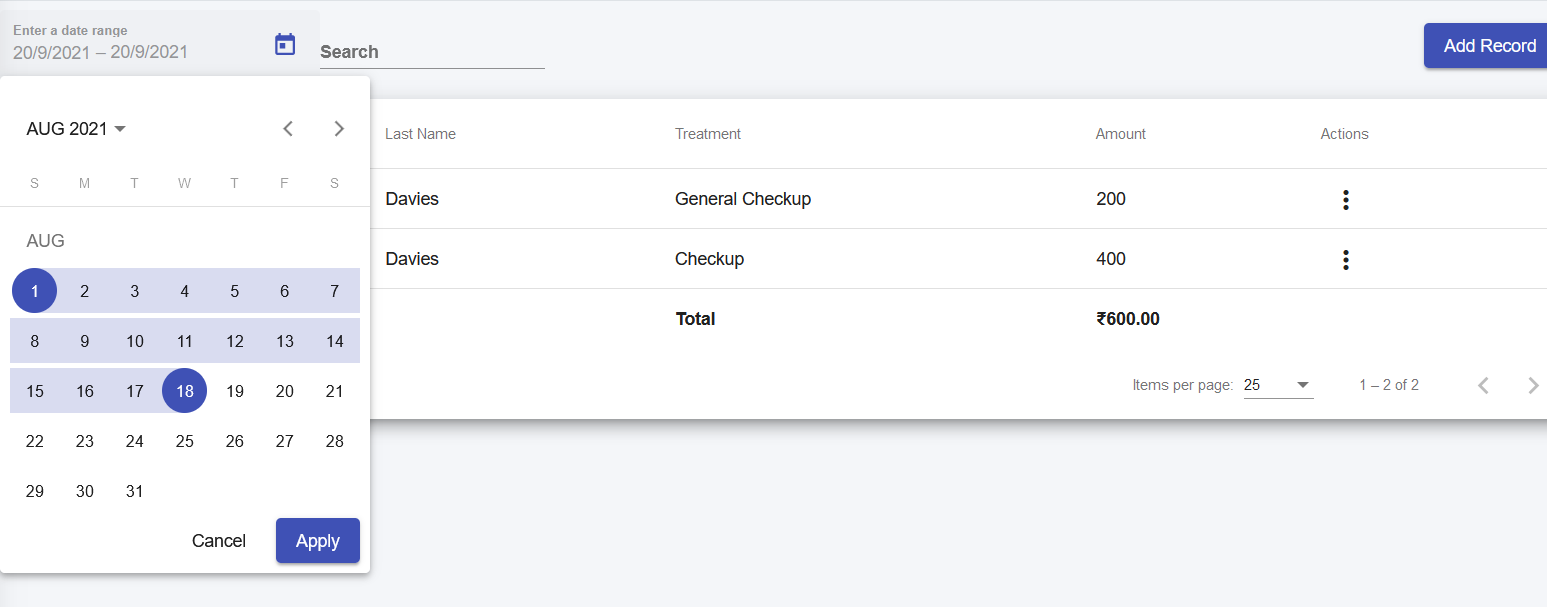 Enter a date range
20/9/2021 – 20/9/2021
Search
Add Record
AUG 2021
S M T W T F S
AUG
1 2 3 4 5 6 7
8 9 10 11 12 13 14
15 16 17 18 19 20 21
22 23 24 25 26 27 28
29 30 31
Cancel Apply
Last Name Treatment Amount Actions
Davies General Checkup 200
Davies Checkup 400
Total ₹600.00
Items per page: 25 1 – 2 of 2